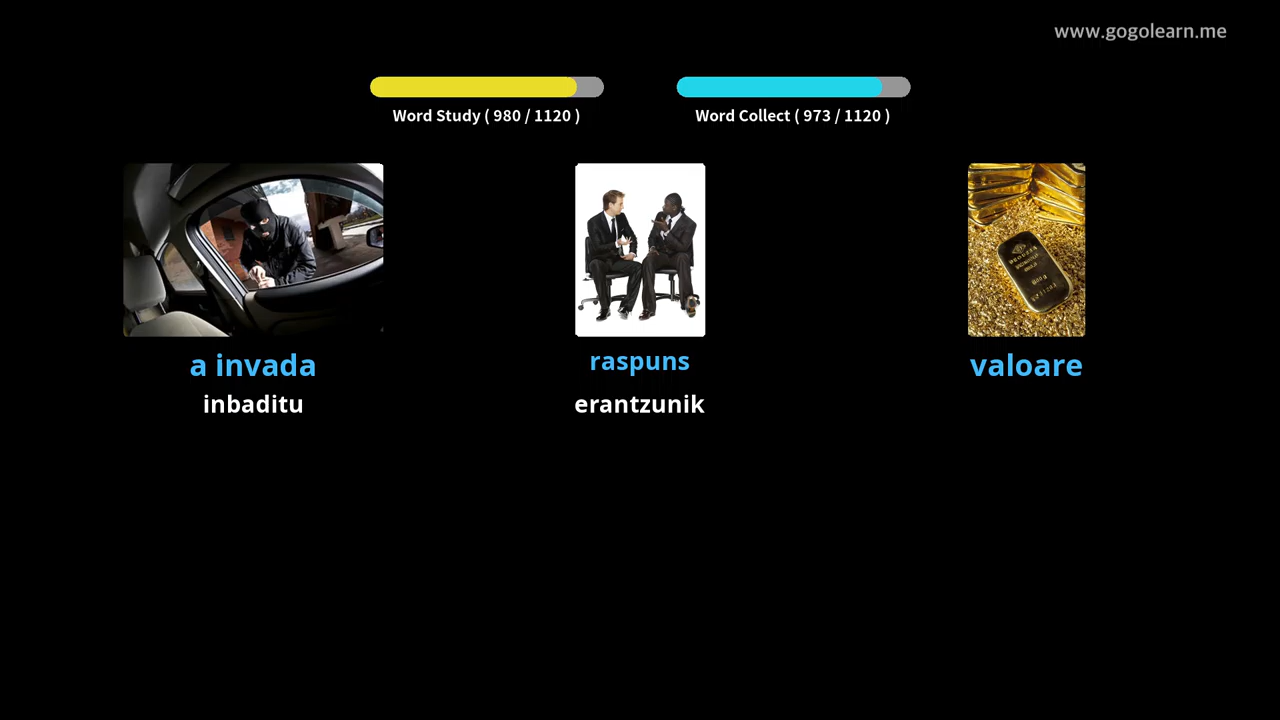 www.gogolearn.me
Word Study ( 980 / 1120 )
Word Collect ( 973 / 1120 )
a invada
raspuns
valoare
inbaditu
erantzunik